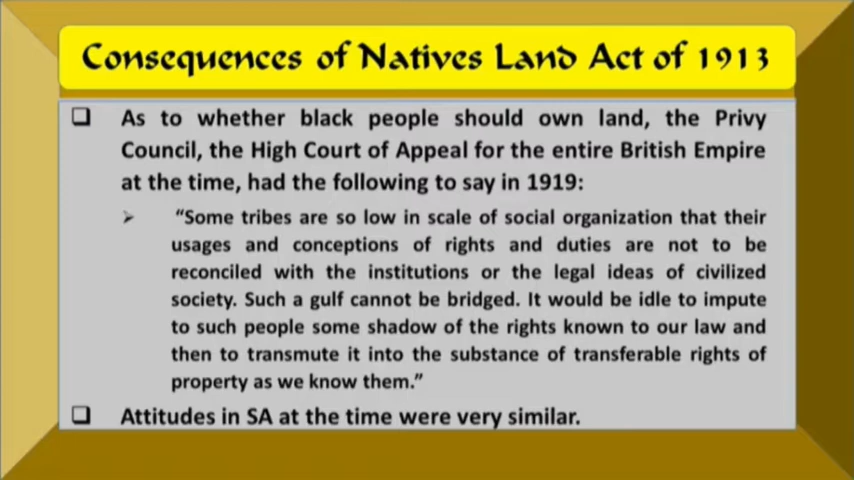 Consequences of Natives Land Act of 1913
❑ As to whether black people should own land, the Privy
Council, the High Court of Appeal for the entire British Empire
at the time, had the following to say in 1919:
➢ “Some tribes are so low in scale of social organization that their
usages and conceptions of rights and duties are not to be
reconciled with the institutions or the legal ideas of civilized
society. Such a gulf cannot be bridged. It would be idle to impute
to such people some shadow of the rights known to our law and
then to transmute it into the substance of transferable rights of
property as we know them.”
❑ Attitudes in SA at the time were very similar.